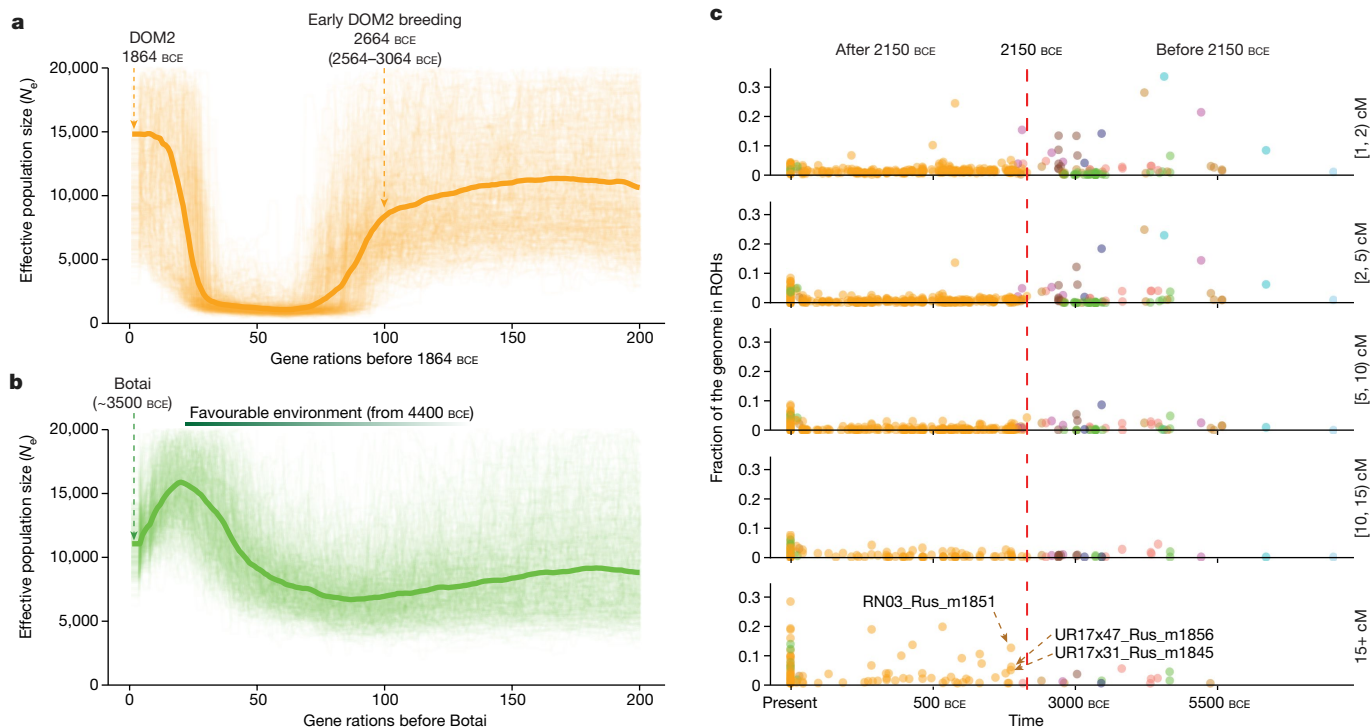 a
DOM2
1864 BCE
Early DOM2 breeding
2664 BCE
(2564–3064 BCE)
20,000
15,000
10,000
5,000
0
Effective population size (Ne)
0 50 100 150 200
Gene rations before 1864 BCE
b
Botai
(~3500 BCE)
Favourable environment (from 4400 BCE)
20,000
15,000
10,000
5,000
0
Effective population size (Ne)
0 50 100 150 200
Gene rations before Botai
c
After 2150 BCE 2150 BCE Before 2150 BCE
Fraction of the genome in ROHs
0.3
0.2
0.1
0
[1, 2) cM
0.3
0.2
0.1
0
[2, 5) cM
0.3
0.2
0.1
0
[5, 10) cM
0.3
0.2
0.1
0
[10, 15) cM
0.3
0.2
0.1
0
15+ cM
RN03_Rus_m1851
UR17x47_Rus_m1856
UR17x31_Rus_m1845
Present 500 BCE 3000 BCE 5500 BCE
Time